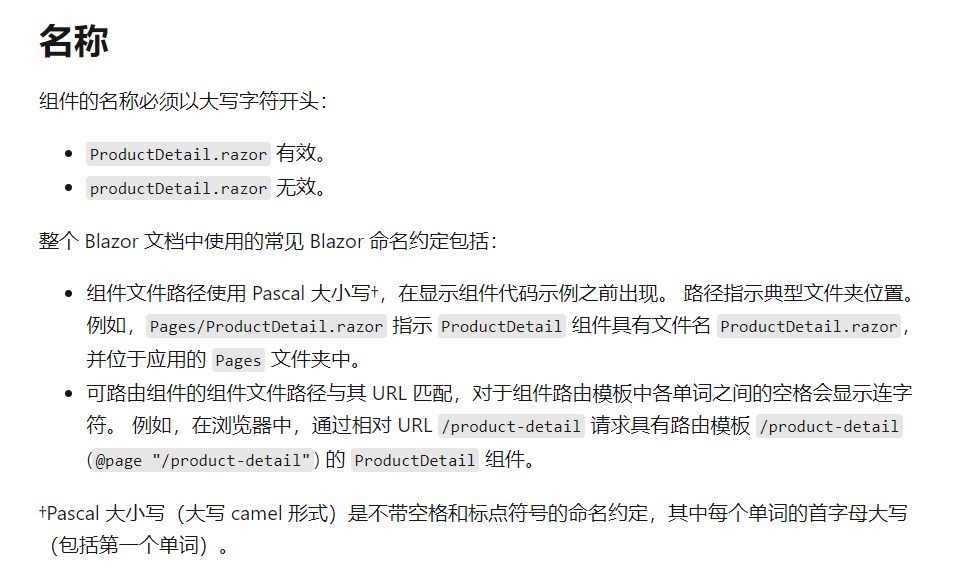 名称
组件的名称必须以大写字符开头：
• ProductDetail.razor 有效。
• productDetail.razor 无效。
整个 Blazor 文档中使用的常见 Blazor 命名约定包括：
• 组件文件路径使用 Pascal 大小写†，在显示组件代码示例之前出现。 路径指示典型文件夹位置。
例如，Pages/ProductDetail.razor 指示 ProductDetail 组件具有文件名 ProductDetail.razor，
并位于应用的 Pages 文件夹中。
• 可路由组件的组件文件路径与其 URL 匹配，对于组件路由模板中各单词之间的空格会显示连字
符。 例如，在浏览器中，通过相对 URL /product-detail 请求具有路由模板 /product-detail
(@page "/product-detail") 的 ProductDetail 组件。
†Pascal 大小写（大写 camel 形式）是不带空格和标点符号的命名约定，其中每个单词的首字母大写
（包括第一个单词）。